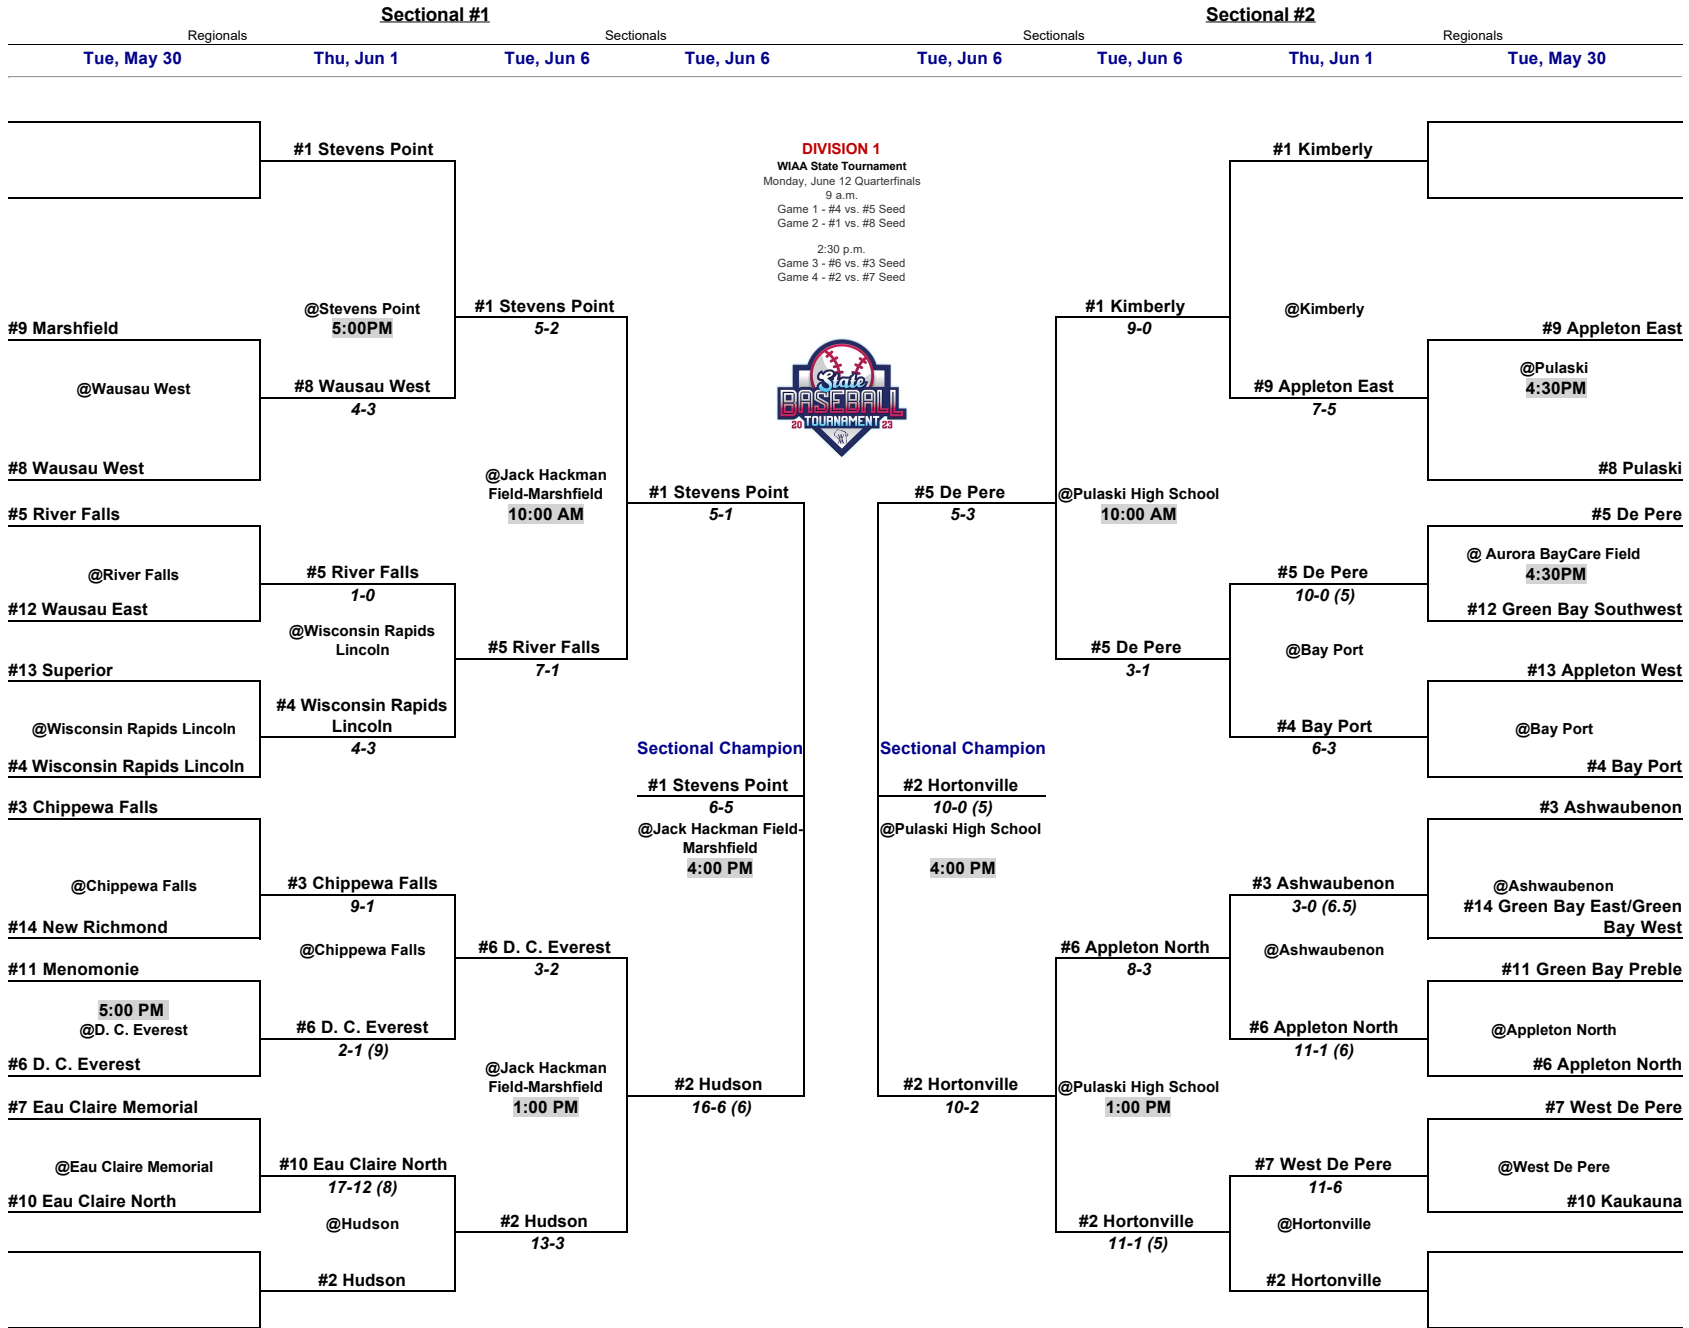 Sectional #1
Sectional #2
Regionals
Sectionals
Sectionals
Regionals
Tue, May 30
Thu, Jun 1
Tue, Jun 6
Tue, Jun 6
Tue, Jun 6
Tue, Jun 6
Thu, Jun 1
Tue, May 30
#1 Stevens Point
@Stevens Point
5:00PM
#9 Marshfield
@Wausau West
#8 Wausau West
4-3
#8 Wausau West
#5 River Falls
@River Falls
#5 River Falls
1-0
#12 Wausau East
@Wisconsin Rapids
Lincoln
#13 Superior
@Wisconsin Rapids Lincoln
#4 Wisconsin Rapids
Lincoln
4-3
#4 Wisconsin Rapids Lincoln
#3 Chippewa Falls
@Chippewa Falls
#3 Chippewa Falls
9-1
#14 New Richmond
@Chippewa Falls
#11 Menomonie
5:00 PM
@D. C. Everest
#6 D. C. Everest
2-1 (9)
#6 D. C. Everest
#7 Eau Claire Memorial
@Eau Claire Memorial
#10 Eau Claire North
17-12 (8)
#10 Eau Claire North
@Hudson
#2 Hudson
#1 Stevens Point
5-2
@Jack Hackman
Field-Marshfield
10:00 AM
#5 River Falls
7-1
#6 D. C. Everest
3-2
@Jack Hackman
Field-Marshfield
1:00 PM
#2 Hudson
13-3
#1 Stevens Point
5-1
Sectional Champion
#1 Stevens Point
6-5
@Jack Hackman Field-
Marshfield
4:00 PM
#2 Hudson
16-6 (6)
DIVISION 1
WIAA State Tournament
Monday, June 12 Quarterfinals
9 a.m.
Game 1 - #4 vs. #5 Seed
Game 2 - #1 vs. #8 Seed
2:30 p.m.
Game 3 - #6 vs. #3 Seed
Game 4 - #2 vs. #7 Seed
State
BASEBALL
20 TOURNAMENT 23
#5 De Pere
5-3
Sectional Champion
#2 Hortonville
10-0 (5)
@Pulaski High School
4:00 PM
#2 Hortonville
10-2
#1 Kimberly
9-0
@Pulaski High School
10:00 AM
#5 De Pere
3-1
#6 Appleton North
8-3
@Pulaski High School
1:00 PM
#2 Hortonville
11-1 (5)
#1 Kimberly
@Kimberly
#9 Appleton East
@Pulaski
4:30PM
#9 Appleton East
7-5
#8 Pulaski
#5 De Pere
@ Aurora BayCare Field
4:30PM
#5 De Pere
10-0 (5)
#12 Green Bay Southwest
@Bay Port
#13 Appleton West
@Bay Port
#4 Bay Port
6-3
#4 Bay Port
#3 Ashwaubenon
@Ashwaubenon
#3 Ashwaubenon
3-0 (6.5)
#14 Green Bay East/Green
Bay West
@Ashwaubenon
#11 Green Bay Preble
@Appleton North
#6 Appleton North
11-1 (6)
#6 Appleton North
#7 West De Pere
@West De Pere
#7 West De Pere
11-6
#10 Kaukauna
@Hortonville
#2 Hortonville